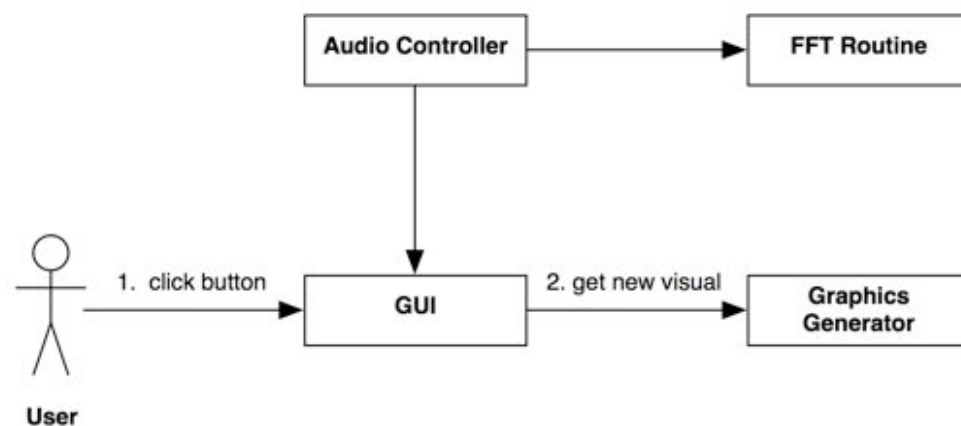 Audio Controller
FFT Routine
1. click button
GUI
2. get new visual
Graphics
Generator
User